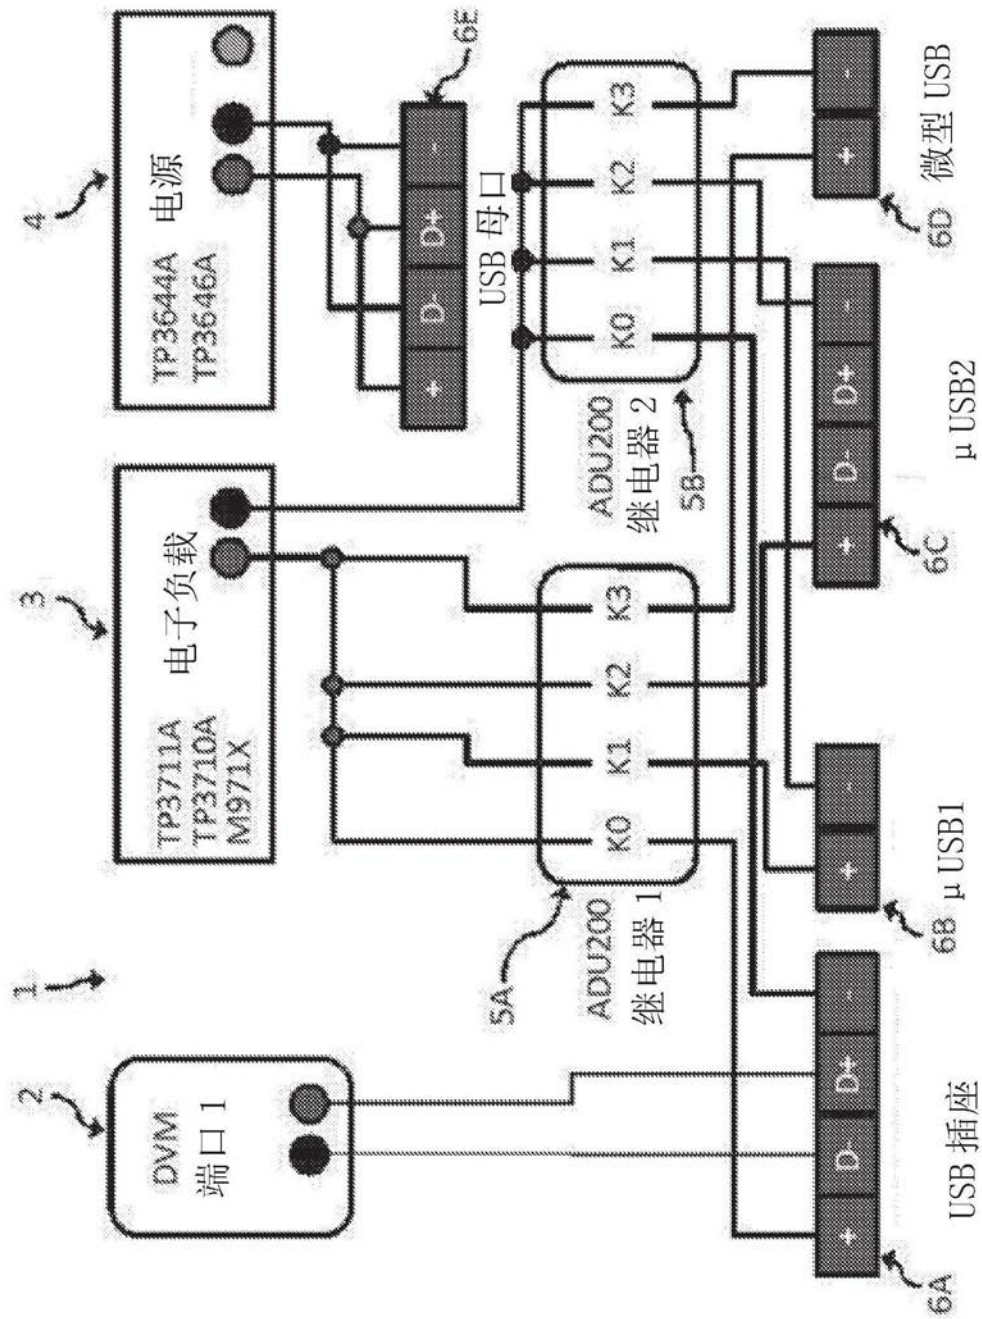 1
2
DVM
端口 1
3
TP3711A
TP3710A
M971X
电子负载
4
TP3644A
TP3646A
电源
+
D-
D+
-
6E
USB 母口
5A
ADU200
继电器 1
K0
K1
K2
K3
ADU200
继电器 2
5B
K0
K1
K2
K3
+
D-
D+
-
6A
USB 插座
+
-
6B
μ USB1
+
D-
D+
-
6C
μ USB2
+
-
6D
微型 USB